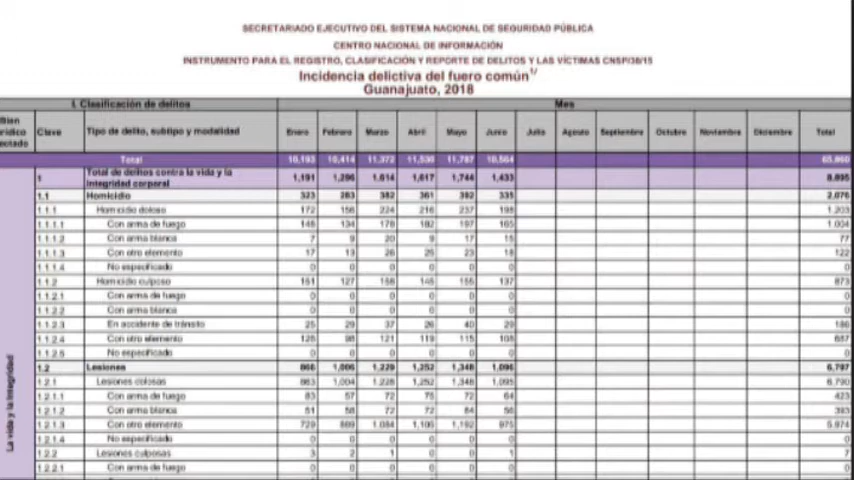 SECRETARIADO EJECUTIVO DEL SISTEMA NACIONAL DE SEGURIDAD PÚBLICA
CENTRO NACIONAL DE INFORMACIÓN
INSTRUMENTO PARA EL REGISTRO, CLASIFICACIÓN Y REPORTE DE DELITOS Y LAS VÍCTIMAS CNSP/38/15
Incidencia delictiva del fuero común1/
Guanajuato, 2018
I. Clasificación de delitos Mes
Bien
Clave Tipo de delito, subtipo y modalidad Enero Febrero Marzo Abril Mayo Junio Julio Agosto Septiembre Octubre Noviembre Diciembre Total
Total 10,193 10,414 11,372 11,787
1 Total de delitos contra la vida y la integridad corporal 1,191 1,296 1,614 1,617 1,744 1,433 8,895
1.1 Homicidio 323 283 382 361 392 335 2,076
1.1.1 Homicidio doloso 172 156 224 216 237 198 1,203
1.1.1.1 Con arma de fuego 148 134 178 182 197 165 1,004
1.1.1.2 Con arma blanca 7 9 20 9 17 15 77
1.1.1.3 Con otro elemento 17 13 26 25 23 18 122
1.1.1.4 No especificado 0 0 0 0 0 0 0
1.1.2 Homicidio culposo 151 127 158 145 155 137 873
1.1.2.1 Con arma de fuego 0 0 0 0 0 0 0
1.1.2.2 Con arma blanca 0 0 0 0 0 0 0
1.1.2.3 En accidente de tránsito 25 29 37 26 40 29 186
1.1.2.4 Con otro elemento 126 98 121 119 115 108 687
1.1.2.5 No especificado 0 0 0 0 0 0 0
1.2 Lesiones 866 1,006 1,229 1,252 1,348 1,096 6,797
1.2.1 Lesiones dolosas 863 1,004 1,228 1,252 1,348 1,095 6,790
1.2.1.1 Con arma de fuego 83 57 72 75 72 64 423
1.2.1.2 Con arma blanca 51 58 72 72 84 56 393
1.2.1.3 Con otro elemento 729 889 1,084 1,105 1,192 975 5,974
1.2.1.4 No especificado 0 0 0 0 0 0 0
1.2.2 Lesiones culposas 3 2 1 0 0 1 7
1.2.2.1 Con arma de fuego 0 0 0 0 0 0 0
La vida y la Integridad